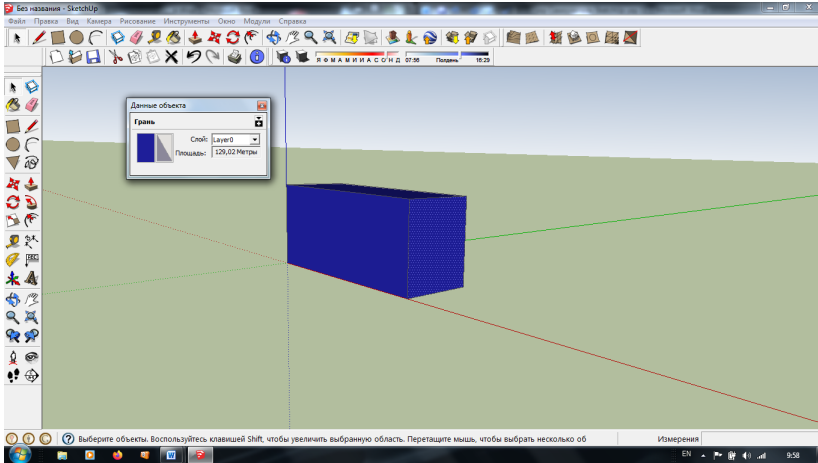 Без названия - SketchUp
Файл Правка Вид Камера Рисование Инструменты Окно Модули Справка
Я Ф М А М И И А С О Н Д 07:56 Полдень 16:29
Данные объекта
Грань
Слой: Layer0
Площадь: 129,02 Метры
Выберите объекты. Воспользуйтесь клавишей Shift, чтобы увеличить выбранную область. Перетащите мышь, чтобы выбрать несколько об
Измерения
EN 9:58